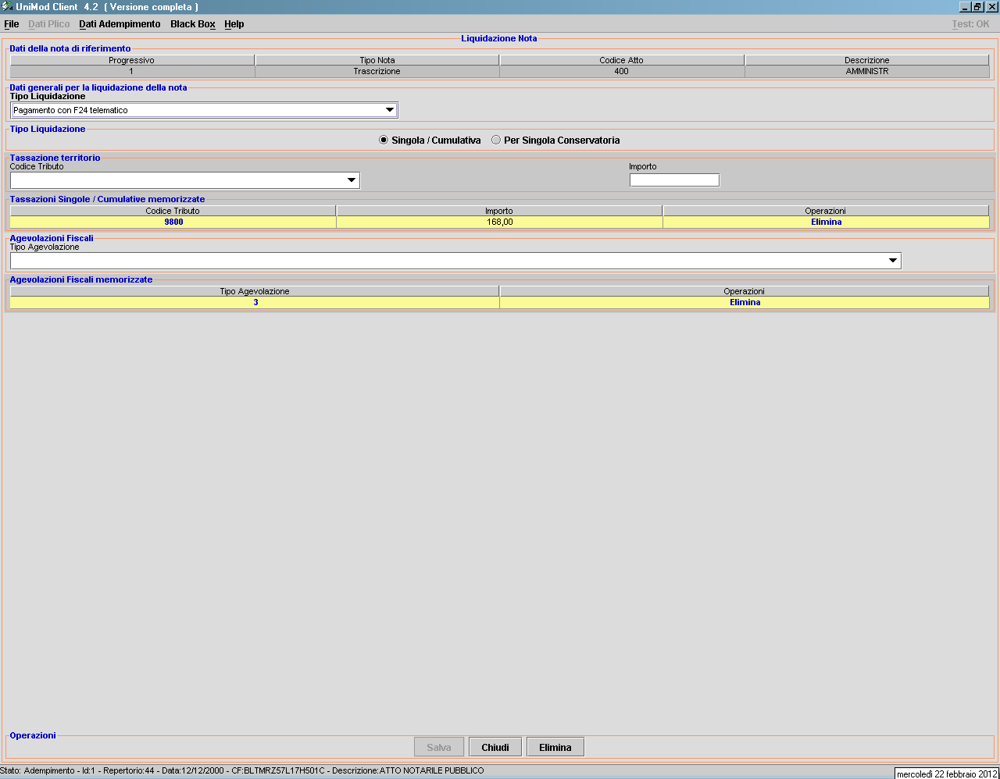 UniMod Client 4.2 ( Versione completa )
File Dati Plico Dati Adempimento Black Box Help Test: OK
Liquidazione Nota
Dati della nota di riferimento
Progressivo Tipo Nota Codice Atto Descrizione
1 Trascrizione 400 AMMINISTR
Dati generali per la liquidazione della nota
Tipo Liquidazione
Pagamento con F24 telematico
Tipo Liquidazione
Singola / Cumulativa Per Singola Conservatoria
Tassazione territorio
Codice Tributo Importo
Tassazioni Singole / Cumulative memorizzate
Codice Tributo Importo Operazioni
9800 168,00 Elimina
Agevolazioni Fiscali
Tipo Agevolazione
Agevolazioni Fiscali memorizzate
Tipo Agevolazione Operazioni
3 Elimina
Operazioni
Salva Chiudi Elimina
Stato: Adempimento - Id:1 - Repertorio:44 - Data:12/12/2000 - CF:BLTMRZ57L17H501C - Descrizione:ATTO NOTARILE PUBBLICO
mercoledì 22 febbraio 2012